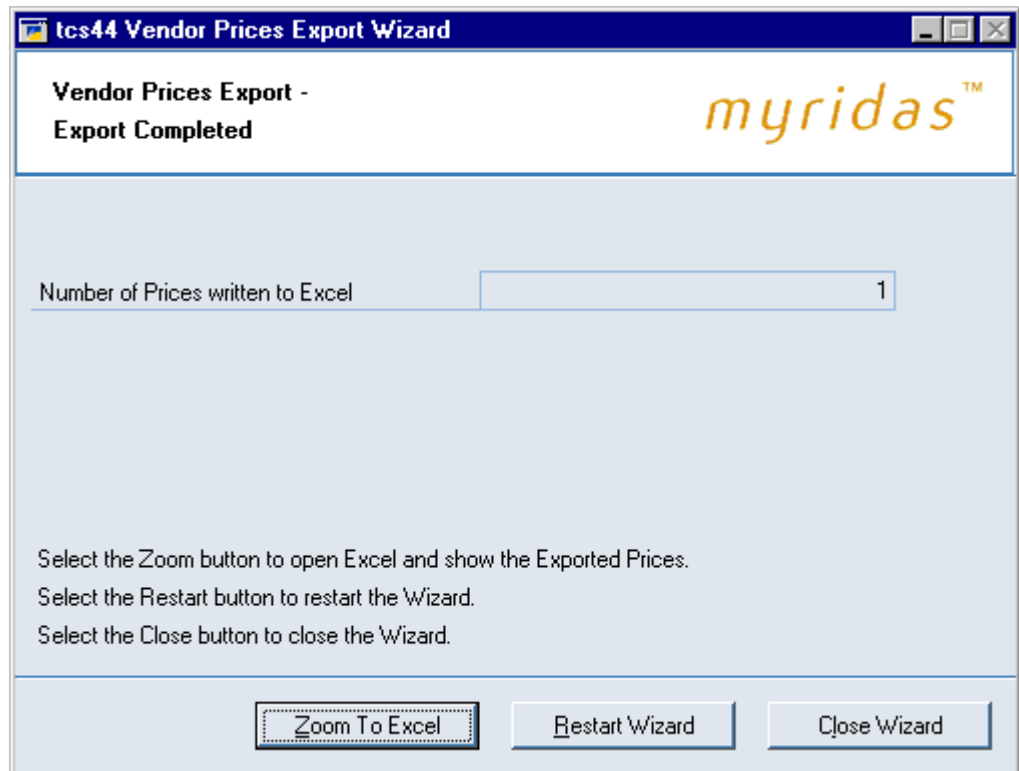 tcs44 Vendor Prices Export Wizard
Vendor Prices Export -
Export Completed
myridas™
Number of Prices written to Excel 1
Select the Zoom button to open Excel and show the Exported Prices.
Select the Restart button to restart the Wizard.
Select the Close button to close the Wizard.
Zoom To Excel Restart Wizard Close Wizard